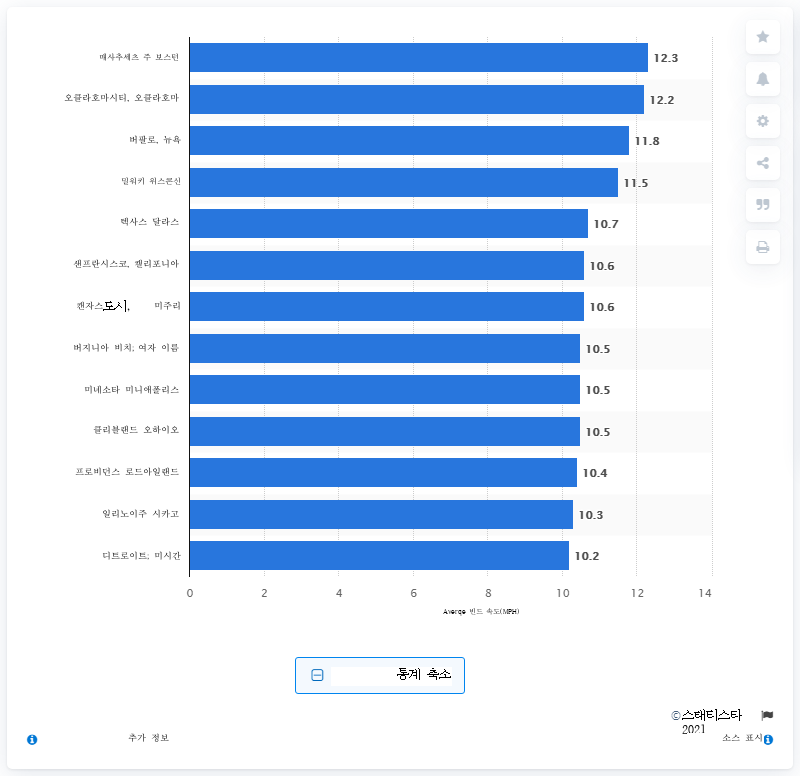 매사추세츠 주 보스턴
12.3
오클라호마시티, 오클라호마
12.2
버팔로, 뉴욕
11.8
밀워키 위스콘신
11.5
텍사스 달라스
10.7
샌프란시스코, 캘리포니아
10.6
캔자스도시, 미주리
10.6
버지니아 비치; 여자 이름
10.5
미네소타 미니애폴리스
10.5
클리블랜드 오하이오
10.5
프로비던스 로드아일랜드
10.4
일리노이주 시카고
10.3
디트로이트; 미시간
10.2
0 2 4 6 8 10 12 14
Averqe 빈드 속도(MPH)
통계 축소
©스태티스타
2021
추가 정보
소스 표시